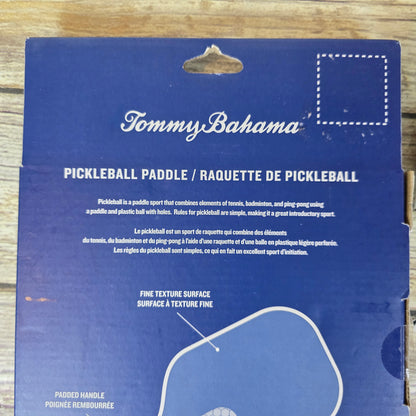 Tommy Bahama
PICKLEBALL PADDLE / RAQUETTE DE PICKLEBALL
Pickleball is a paddle sport that combines elements of tennis, badminton, and ping-pong using
a paddle and plastic ball with holes. Rules for pickleball are simple, making it a great introductory sport.
Le pickleball est un sport de raquette qui combine des éléments
du tennis, du badminton et du ping-pong à l'aide d'une raquette et d'une balle en plastique légère perforée.
Les règles du pickleball sont simples, ce qui en fait un excellent sport d'initiation.
FINE TEXTURE SURFACE
SURFACE À TEXTURE FINE
PADDED HANDLE
POIGNÉE REMBOURRÉE